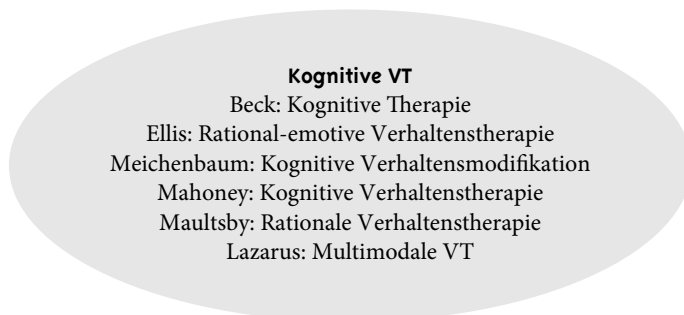 Kognitive VT
Beck: Kognitive Therapie
Ellis: Rational-emotive Verhaltenstherapie
Meichenbaum: Kognitive Verhaltensmodifikation
Mahoney: Kognitive Verhaltenstherapie
Maultsby: Rationale Verhaltenstherapie
Lazarus: Multimodale VT